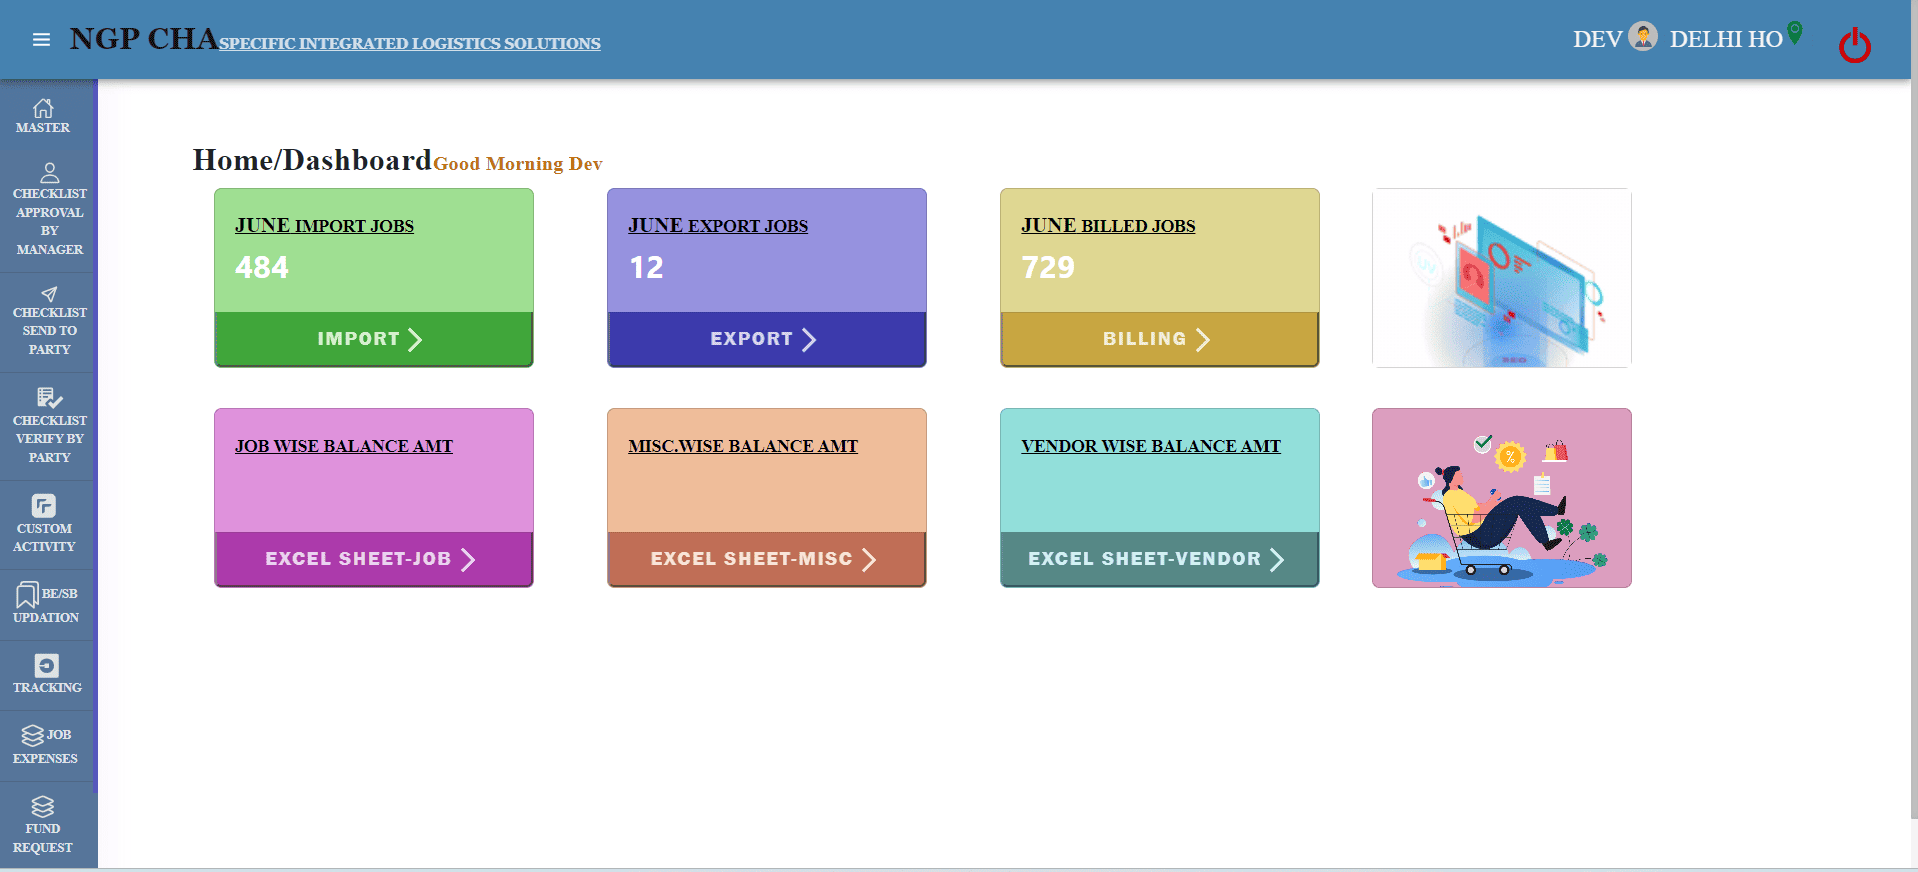 NGP CHA SPECIFIC INTEGRATED LOGISTICS SOLUTIONS
DEV DELHI HO
MASTER
CHECKLIST
APPROVAL
BY
MANAGER
CHECKLIST
SEND TO
PARTY
CHECKLIST
VERIFY BY
PARTY
CUSTOM
ACTIVITY
BE/SB
UPDATION
TRACKING
JOB
EXPENSES
FUND
REQUEST
Home/Dashboard Good Morning Dev
JUNE IMPORT JOBS
484
IMPORT
JUNE EXPORT JOBS
12
EXPORT
JUNE BILLED JOBS
729
BILLING
SEO
JOB WISE BALANCE AMT
EXCEL SHEET-JOB
MISC.WISE BALANCE AMT
EXCEL SHEET-MISC
VENDOR WISE BALANCE AMT
EXCEL SHEET-VENDOR
%